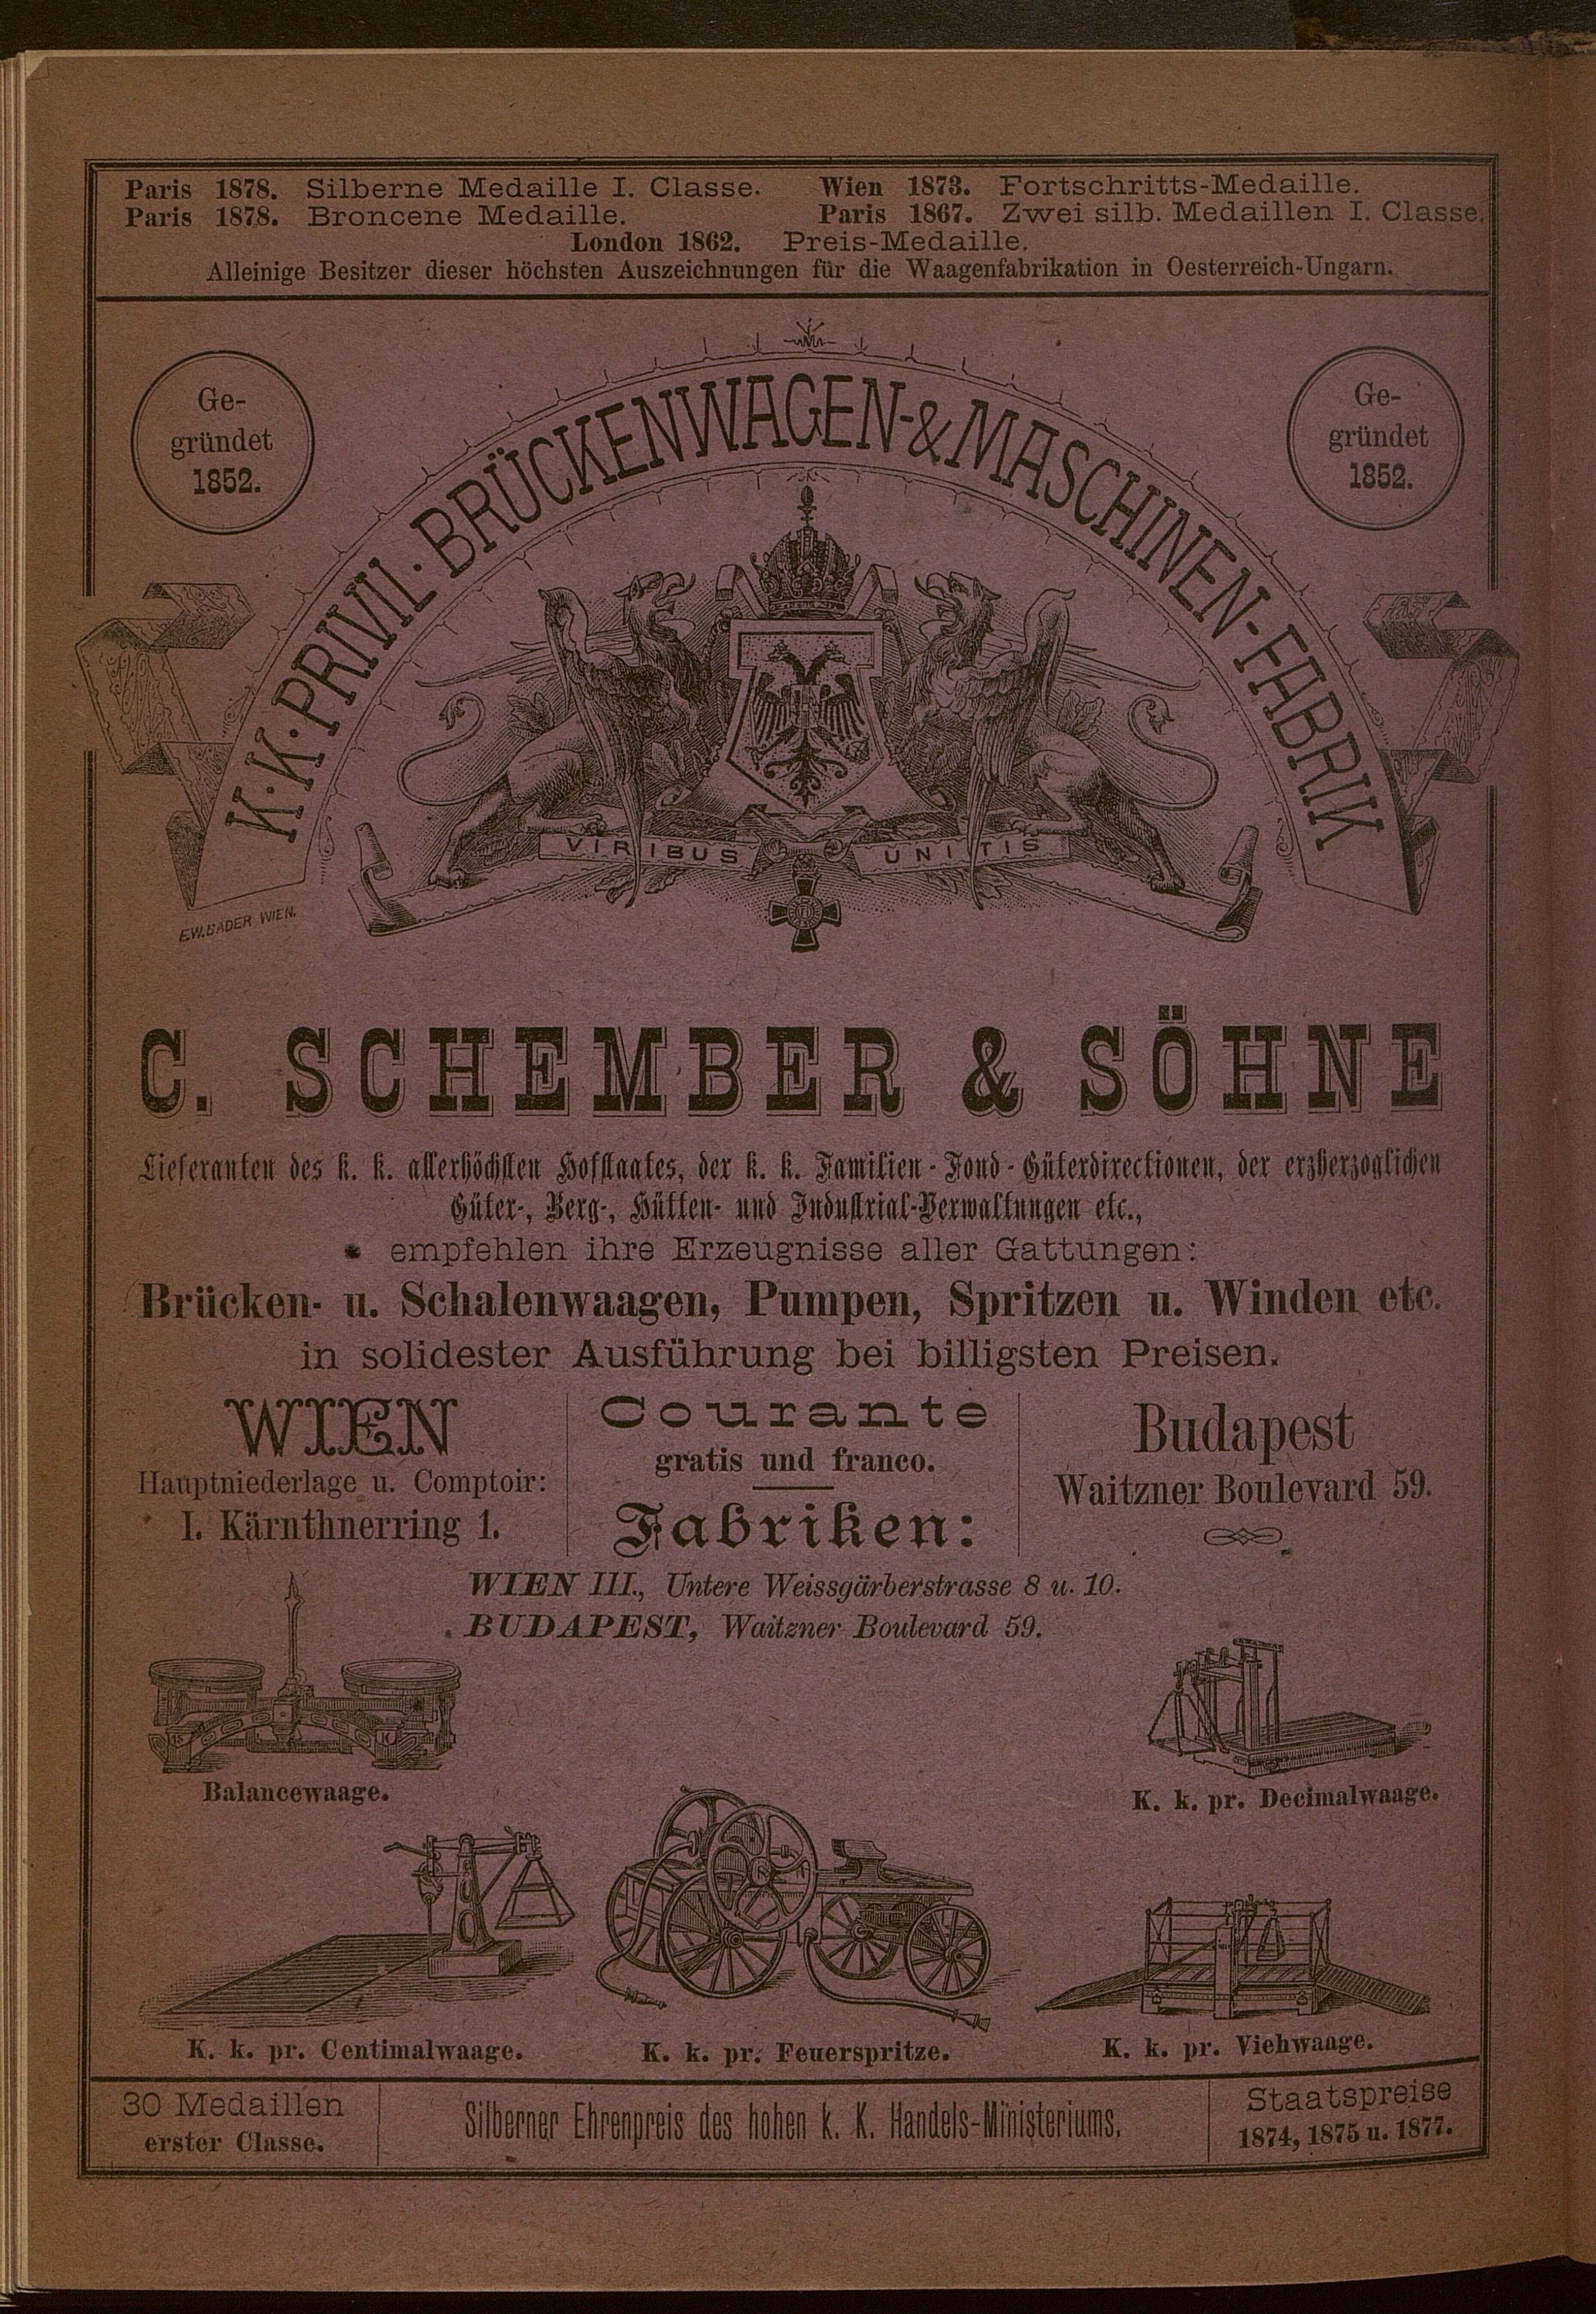 Paris 1878. Silberne Medaille I. Classe. Wien 1873. Fortschritts-Medaille.
Paris 1878. Broncene Medaille. Paris 1867. Zwei silb. Medaillen I. Classe.
London 1862. Preis-Medaille.
Alleinige Besitzer dieser höchsten Auszeichnungen für die Waagenfabrikation in Oesterreich-Ungarn.
Ge-
gründet
1852.
Ge-
gründet
1852.
K. K. PRIVIL. BRÜCKENWAGEN- & MASCHINEN-FABRIK
VIRIBUS UNITIS
F.W. BADER WIEN.
C. SCHEMBER & SÖHNE
Lieferanten des k. k. allerhöchsten Hofstaates, der k. k. Familien-Fond-Güterdirectionen, der erzherzoglichen
Güter-, Berg-, Hütten- und Industrial-Verwaltungen etc.,
empfehlen ihre Erzeugnisse aller Gattungen:
Brücken- u. Schalenwaagen, Pumpen, Spritzen u. Winden etc.
in solidester Ausführung bei billigsten Preisen.
WIEN
Hauptniederlage u. Comptoir:
I. Kärnthnerring 1.
Courante
gratis und franco.
Fabriken:
Budapest
Waitzner Boulevard 59.
WIEN III., Untere Weissgärberstrasse 8 u. 10.
BUDAPEST, Waitzner Boulevard 59.
Balancewaage.
K. k. pr. Decimalwaage.
K. k. pr. Centimalwaage.
K. k. pr. Feuerspritze.
K. k. pr. Viehwaage.
30 Medaillen
erster Classe.
Silberner Ehrenpreis des hohen k. K. Handels-Ministeriums.
Staatspreise
1874, 1875 u. 1877.